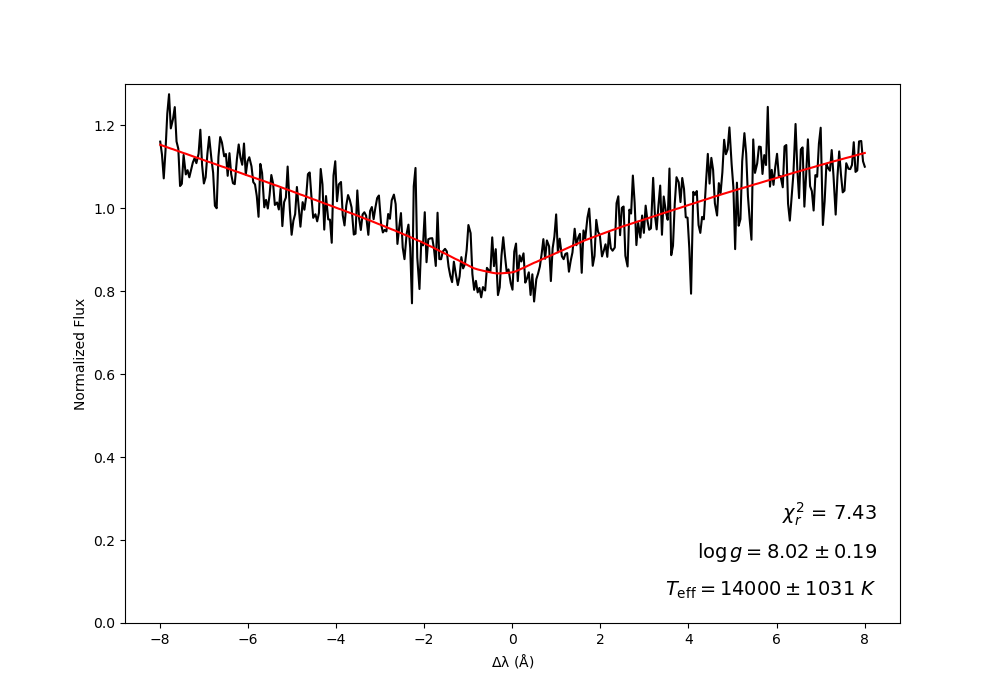 1.2
1.0
0.8
0.6
0.4
0.2
0.0
Normalized Flux
χ²ᵣ = 7.43
log g = 8.02 ± 0.19
T_eff = 14000 ± 1031 K
−8 −6 −4 −2 0 2 4 6 8
Δλ (Å)